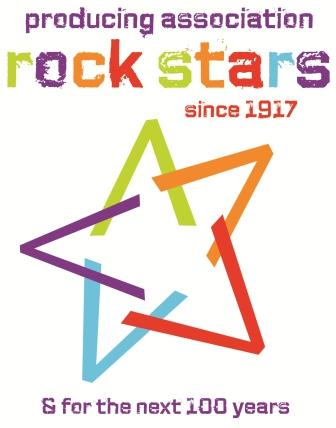 producing association
rock stars
since 1917
& for the next 100 years